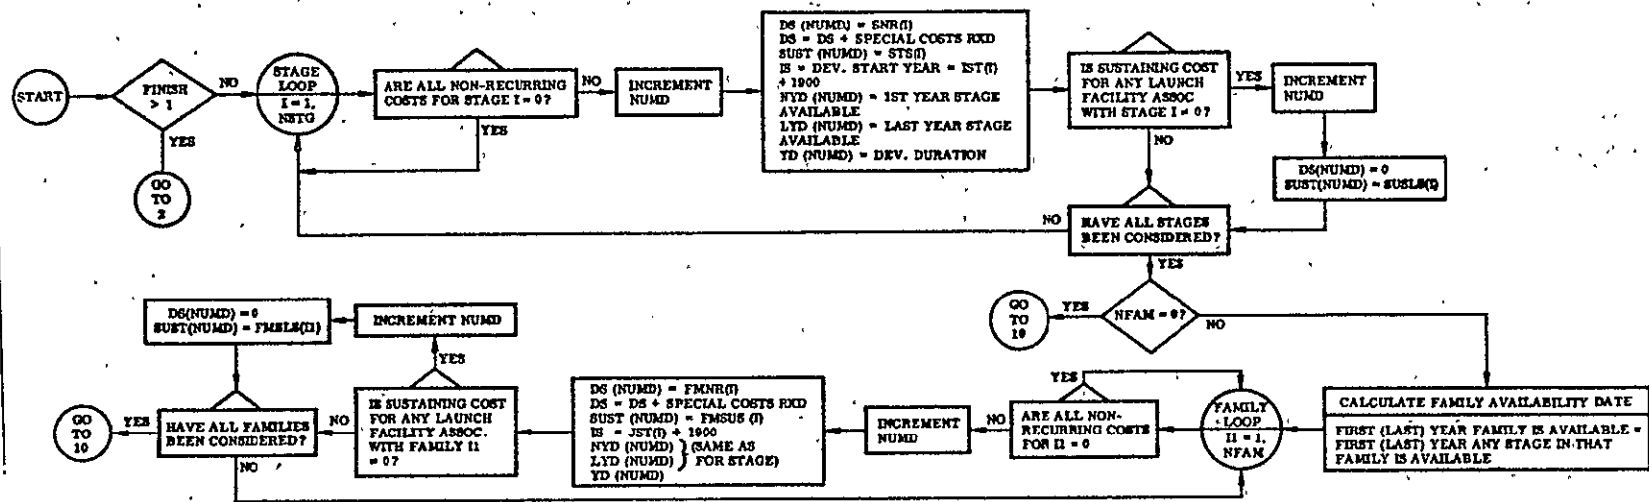 START
FINISH
> 1
NO
YES
GO
TO
2
STAGE
LOOP
I = 1,
NSTG
ARE ALL NON-RECURRING
COSTS FOR STAGE I = 0?
NO
YES
INCREMENT
NUMD
DS (NUMD) = SNR(I)
DS = DS + SPECIAL COSTS RXD
SUST (NUMD) = STS(I)
IS = DEV. START YEAR = IST(I)
+ 1900
NYD (NUMD) = 1ST YEAR STAGE
AVAILABLE
LYD (NUMD) = LAST YEAR STAGE
AVAILABLE
YD (NUMD) = DEV. DURATION
IS SUSTAINING COST
FOR ANY LAUNCH
FACILITY ASSOC
WITH STAGE I = 0?
YES
NO
INCREMENT
NUMD
DS(NUMD) = 0
SUST(NUMD) = SUSLS(I)
HAVE ALL STAGES
BEEN CONSIDERED?
NO
YES
NFAM = 0?
YES
NO
GO
TO
10
CALCULATE FAMILY AVAILABILITY DATE
FIRST (LAST) YEAR FAMILY IS AVAILABLE =
FIRST (LAST) YEAR ANY STAGE IN THAT
FAMILY IS AVAILABLE
FAMILY
LOOP
I1 = 1,
NFAM
YES
ARE ALL NON-
RECURRING COSTS
FOR I1 = 0
NO
INCREMENT
NUMD
DS (NUMD) = FMNR(I)
DS = DS + SPECIAL COSTS RXD
SUST (NUMD) = FMSUS (I)
IS = JST(I) + 1900
NYD (NUMD) } (SAME AS
LYD (NUMD) } FOR STAGE)
YD (NUMD)
IS SUSTAINING COST
FOR ANY LAUNCH
FACILITY ASSOC.
WITH FAMILY I1
= 0?
YES
NO
INCREMENT NUMD
DS(NUMD) = 0
SUST(NUMD) = FMSLS(I1)
HAVE ALL FAMILIES
BEEN CONSIDERED?
YES
NO
GO
TO
10